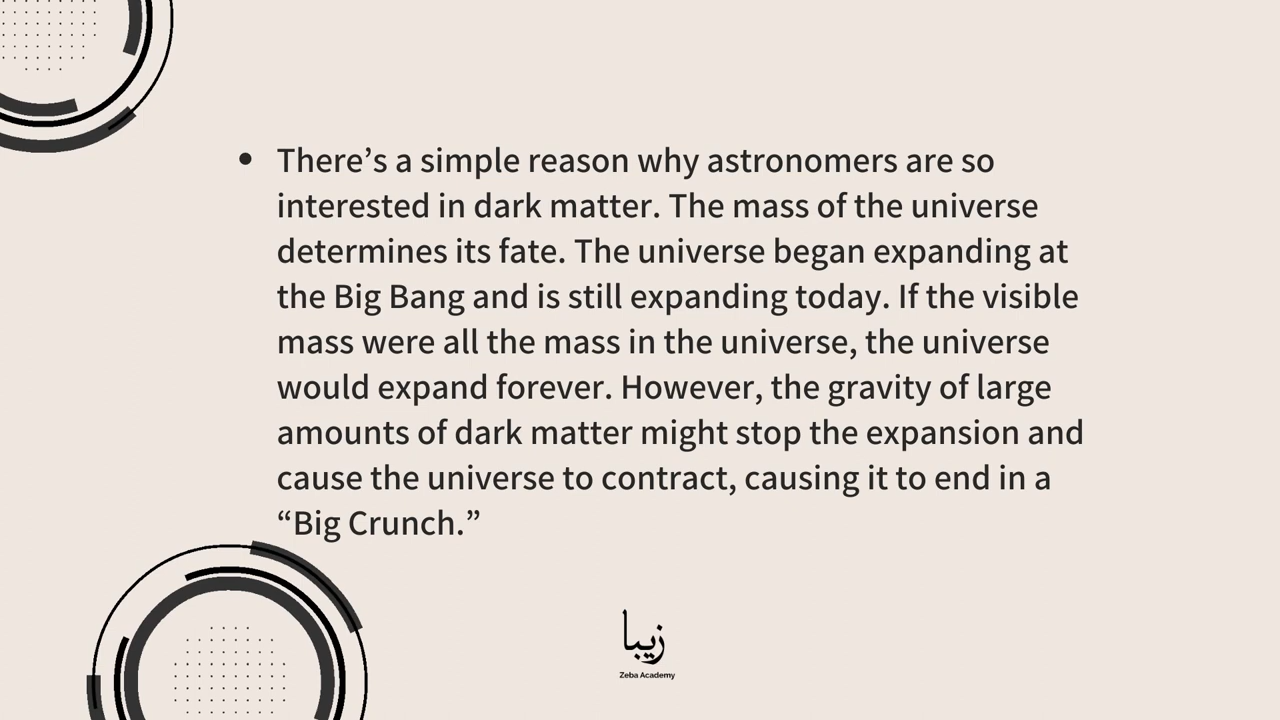 • There’s a simple reason why astronomers are so
interested in dark matter. The mass of the universe
determines its fate. The universe began expanding at
the Big Bang and is still expanding today. If the visible
mass were all the mass in the universe, the universe
would expand forever. However, the gravity of large
amounts of dark matter might stop the expansion and
cause the universe to contract, causing it to end in a
“Big Crunch.”
زیبا
Zeba Academy